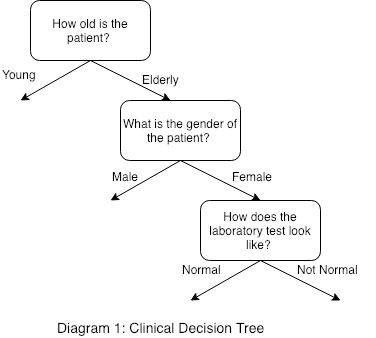 How old is the
patient?
Young
Elderly
What is the gender of
the patient?
Male
Female
How does the
laboratory test look
like?
Normal
Not Normal
Diagram 1: Clinical Decision Tree